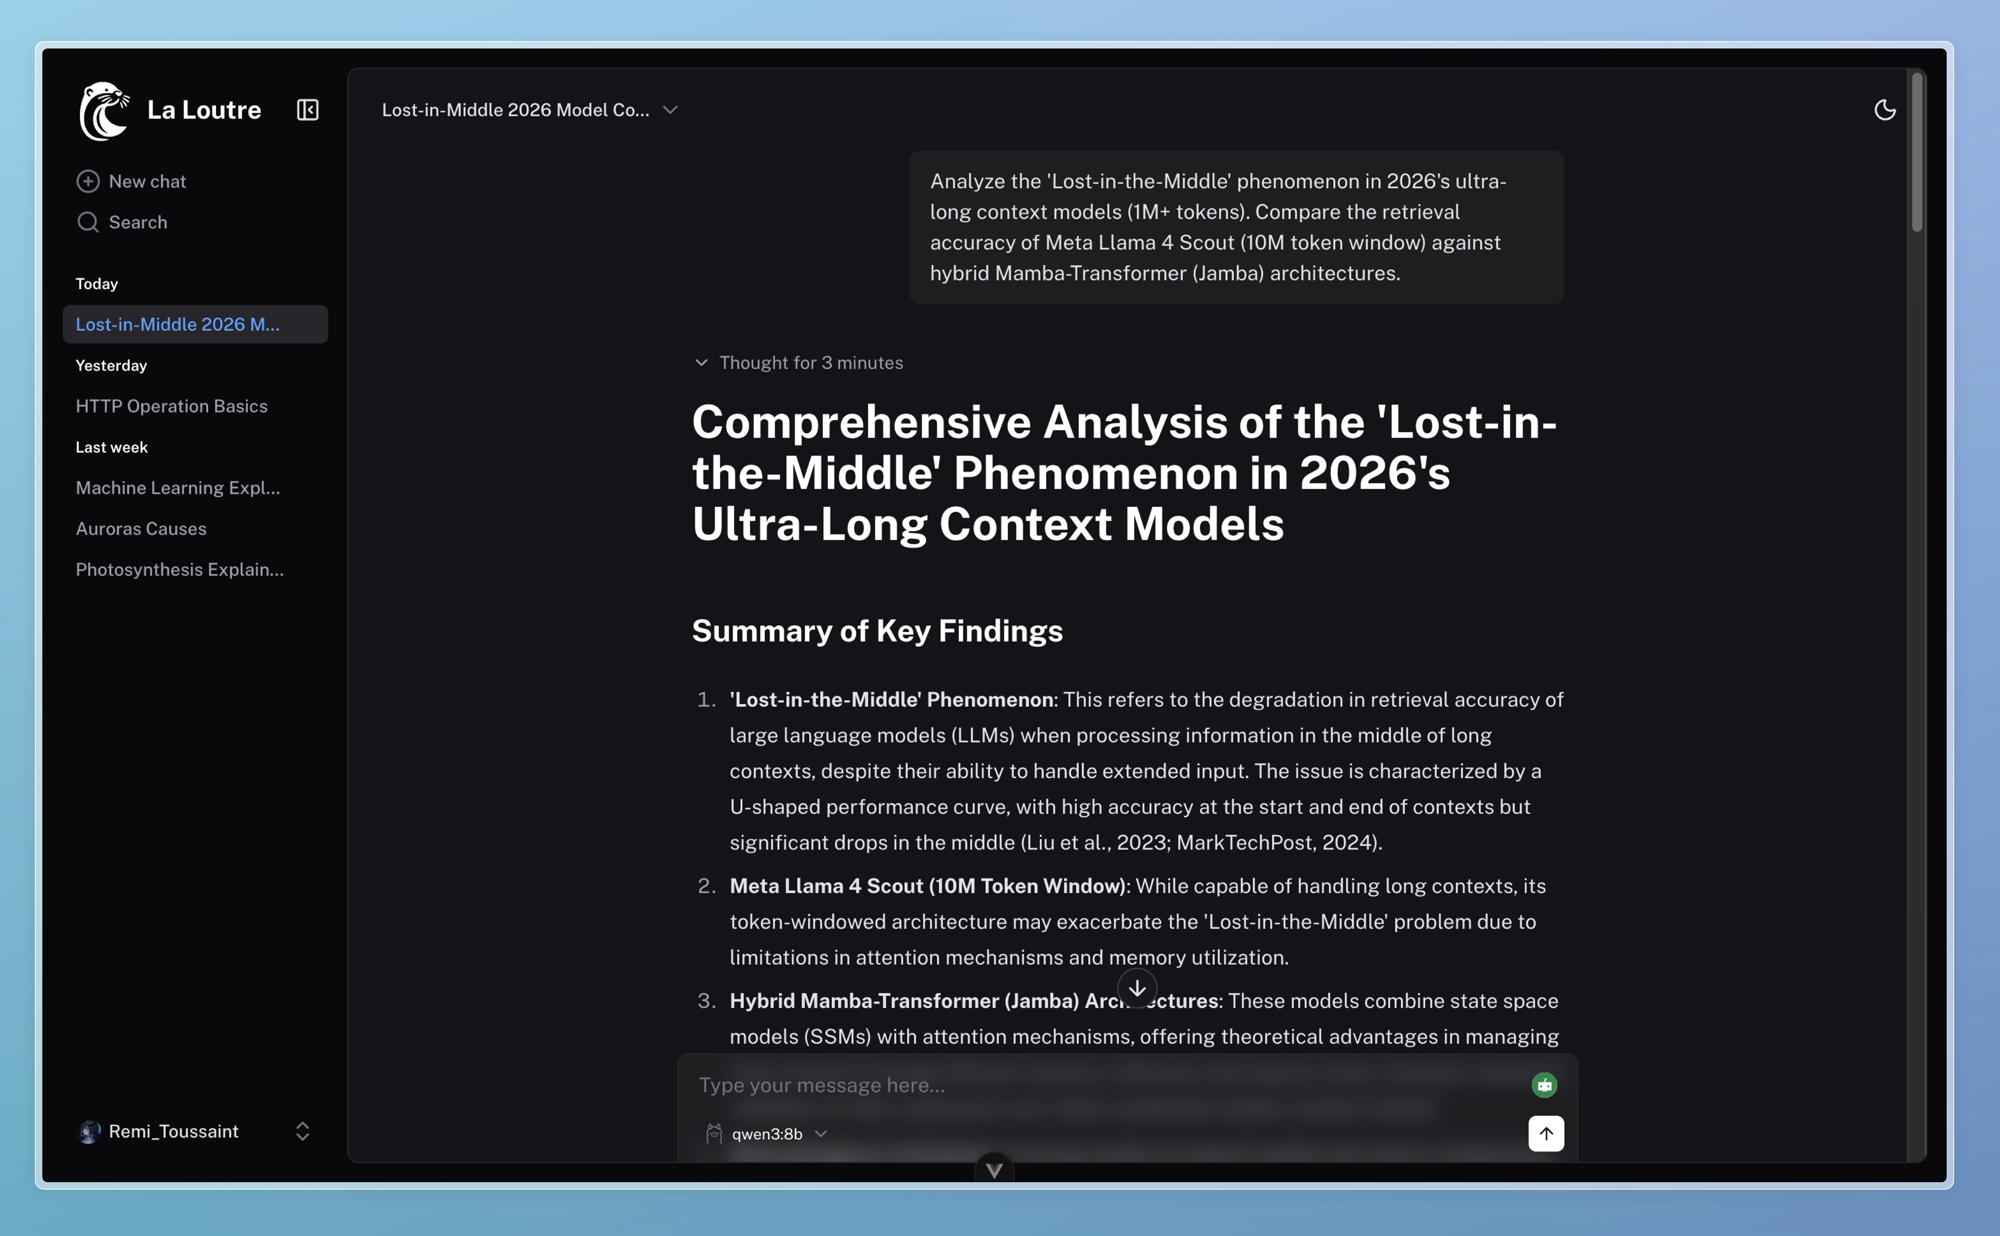 La Loutre
New chat
Search
Today
Lost-in-Middle 2026 M...
Yesterday
HTTP Operation Basics
Last week
Machine Learning Expl...
Auroras Causes
Photosynthesis Explain...
Remi_Toussaint
Lost-in-Middle 2026 Model Co...
Analyze the 'Lost-in-the-Middle' phenomenon in 2026's ultra-
long context models (1M+ tokens). Compare the retrieval
accuracy of Meta Llama 4 Scout (10M token window) against
hybrid Mamba-Transformer (Jamba) architectures.
Thought for 3 minutes
Comprehensive Analysis of the 'Lost-in-
the-Middle' Phenomenon in 2026's
Ultra-Long Context Models
Summary of Key Findings
1. 'Lost-in-the-Middle' Phenomenon: This refers to the degradation in retrieval accuracy of
large language models (LLMs) when processing information in the middle of long
contexts, despite their ability to handle extended input. The issue is characterized by a
U-shaped performance curve, with high accuracy at the start and end of contexts but
significant drops in the middle (Liu et al., 2023; MarkTechPost, 2024).
2. Meta Llama 4 Scout (10M Token Window): While capable of handling long contexts, its
token-windowed architecture may exacerbate the 'Lost-in-the-Middle' problem due to
limitations in attention mechanisms and memory utilization.
3. Hybrid Mamba-Transformer (Jamba) Architectures: These models combine state space
models (SSMs) with attention mechanisms, offering theoretical advantages in managing
Type your message here...
qwen3:8b